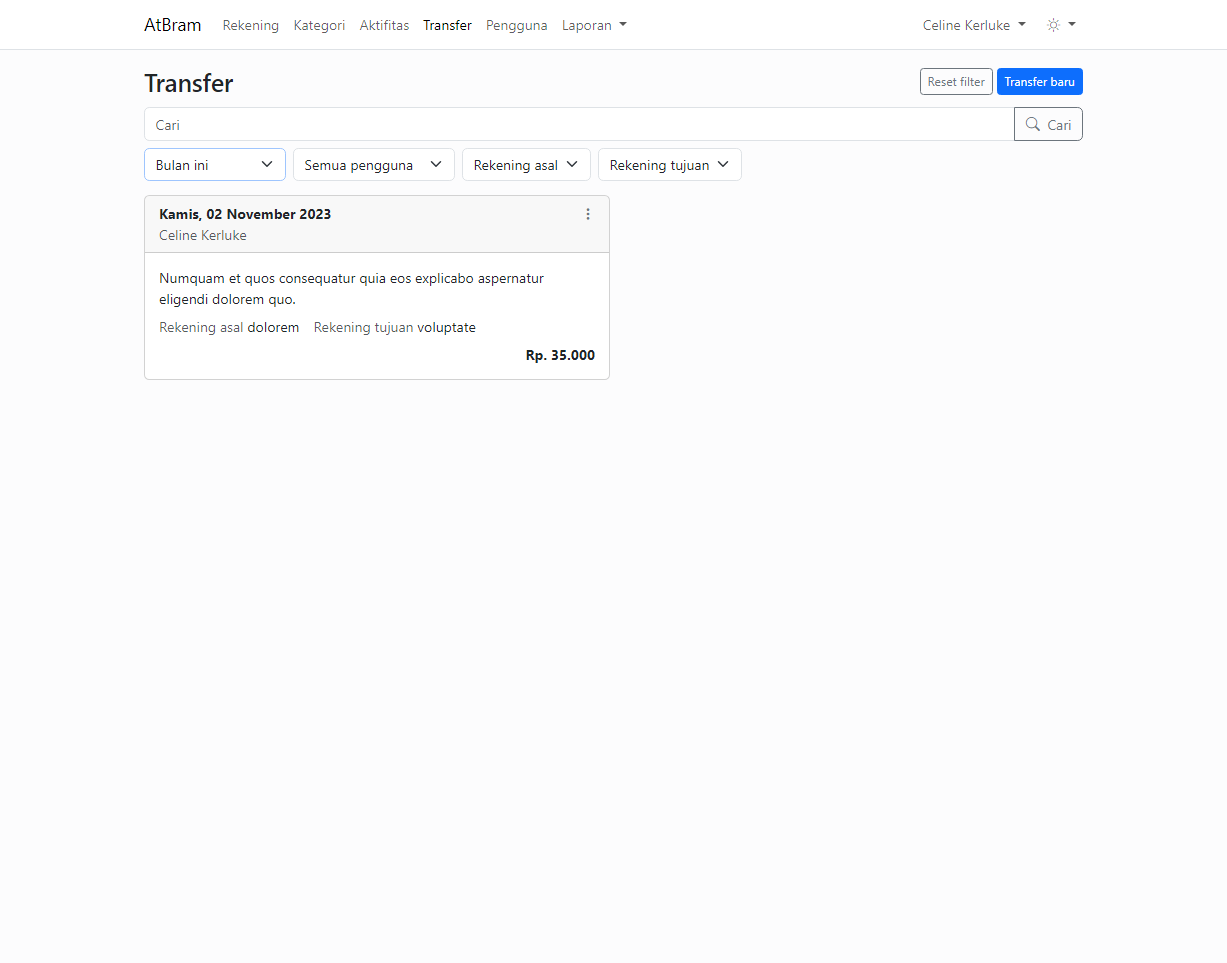 AtBram Rekening Kategori Aktifitas Transfer Pengguna Laporan Celine Kerluke
Transfer Reset filter Transfer baru
Cari Cari
Bulan ini Semua pengguna Rekening asal Rekening tujuan
Kamis, 02 November 2023
Celine Kerluke
Numquam et quos consequatur quia eos explicabo aspernatur
eligendi dolorem quo.
Rekening asal dolorem Rekening tujuan voluptate
Rp. 35.000